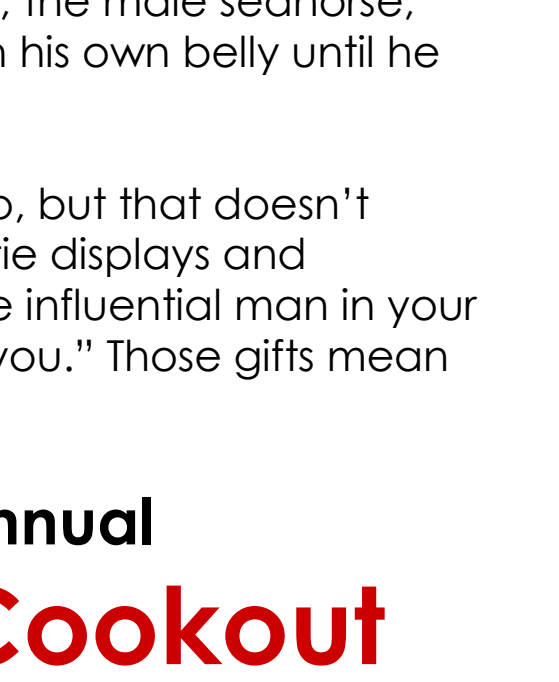 , the male seahorse,
his own belly until he
, but that doesn't
displays and
influential man in your
you.” Those gifts mean
nnual
Cookout